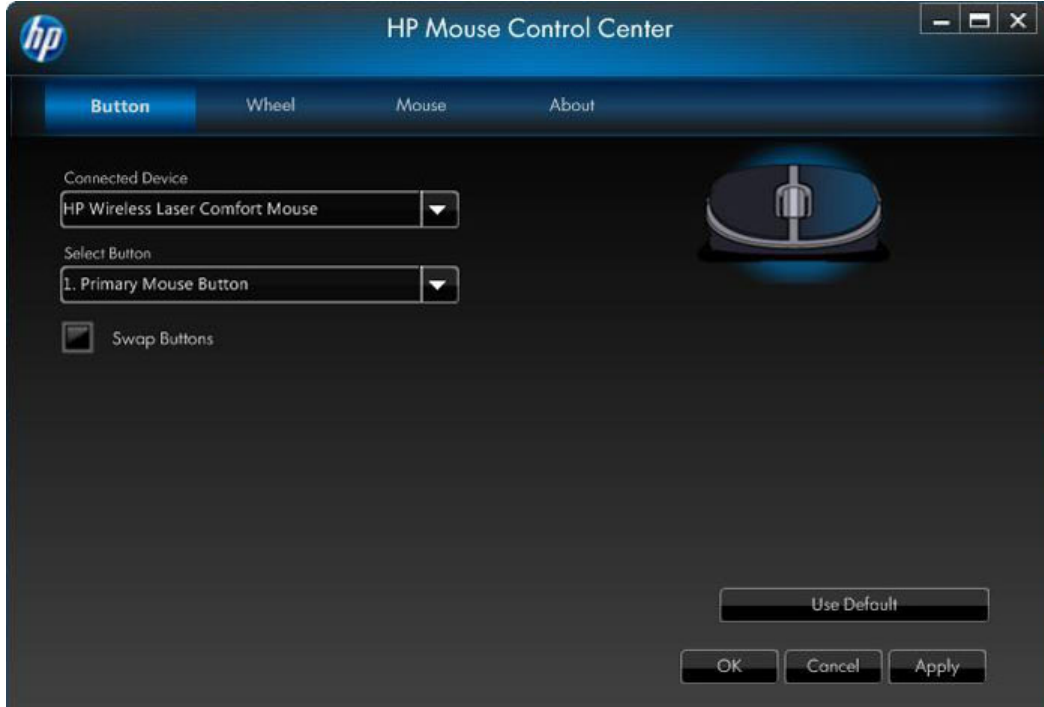 hp
HP Mouse Control Center
Button Wheel Mouse About
Connected Device
HP Wireless Laser Comfort Mouse
Select Button
1. Primary Mouse Button
Swap Buttons
Use Default
OK Cancel Apply